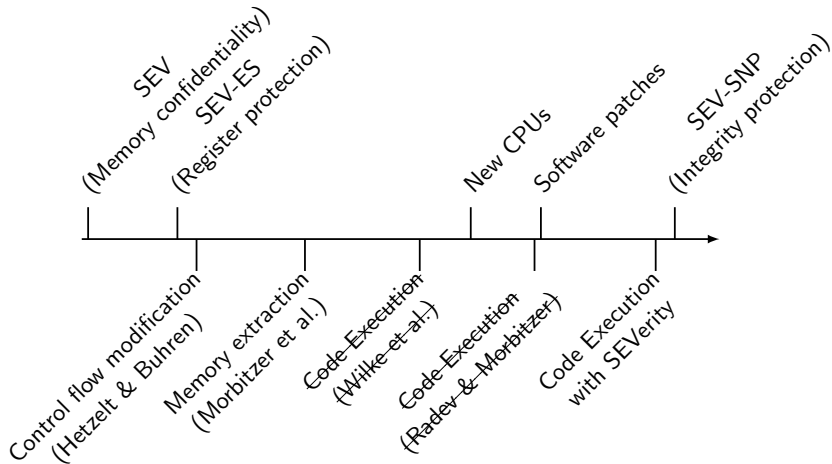 SEV
(Memory confidentiality)
SEV-ES
(Register protection)
New CPUs
Software patches
SEV-SNP
(Integrity protection)
Control flow modification
(Hetzelt & Buhren)
Memory extraction
(Morbitzer et al.)
Code Execution
(Wilke et al.)
Code Execution
(Radev & Morbitzer)
Code Execution
with SEVerity